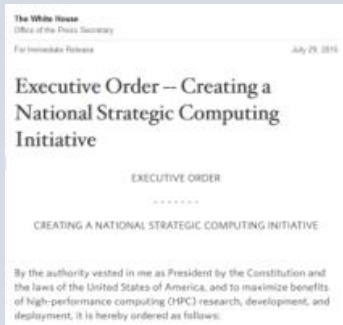 The White House
Office of the Press Secretary
For Immediate Release
July 29, 2015
Executive Order -- Creating a
National Strategic Computing
Initiative
EXECUTIVE ORDER
- - - - - - -
CREATING A NATIONAL STRATEGIC COMPUTING INITIATIVE
By the authority vested in me as President by the Constitution and
the laws of the United States of America, and to maximize benefits
of high-performance computing (HPC) research, development, and
deployment, it is hereby ordered as follows: